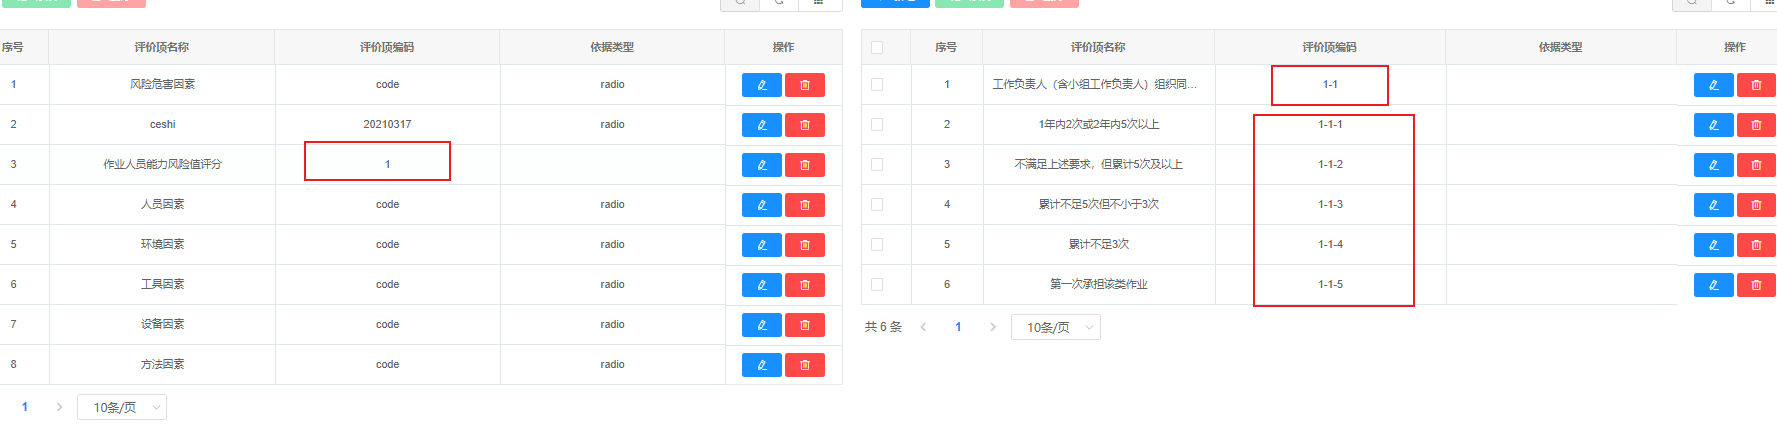 序号 评价顶名称 评价顶编码 依据类型 操作
1 风险危害因素 code radio
2 ceshi 20210317 radio
3 作业人员能力风险值评分 1
4 人员因素 code radio
5 环境因素 code radio
6 工具因素 code radio
7 设备因素 code radio
8 方法因素 code radio
1 10条/页
序号 评价顶名称 评价顶编码 依据类型 操作
1 工作负责人（含小组工作负责人）组织同... 1-1
2 1年内2次或2年内5次以上 1-1-1
3 不满足上述要求，但累计5次及以上 1-1-2
4 累计不足5次但不小于3次 1-1-3
5 累计不足3次 1-1-4
6 第一次承担该类作业 1-1-5
共 6 条 1 10条/页